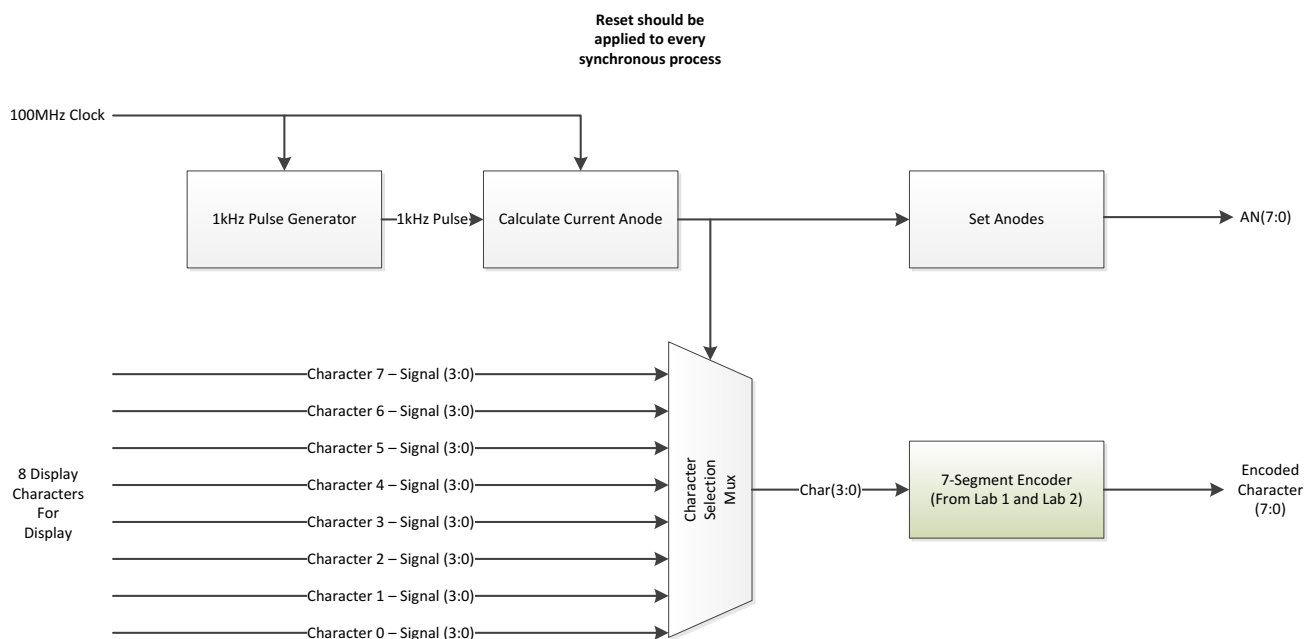 Reset should be
applied to every
synchronous process
100MHz Clock
1kHz Pulse Generator
1kHz Pulse
Calculate Current Anode
Set Anodes
AN(7:0)
Character 7 – Signal (3:0)
Character 6 – Signal (3:0)
Character 5 – Signal (3:0)
Character 4 – Signal (3:0)
Character 3 – Signal (3:0)
Character 2 – Signal (3:0)
Character 1 – Signal (3:0)
Character 0 – Signal (3:0)
8 Display
Characters
For
Display
Character
Selection
Mux
Char(3:0)
7-Segment Encoder
(From Lab 1 and Lab 2)
Encoded
Character
(7:0)